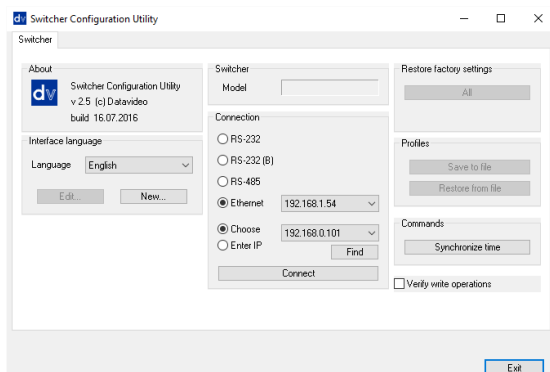 dv Switcher Configuration Utility
Switcher
About
dv
Switcher Configuration Utility
v 2.5 (c) Datavideo
build 16.07.2016
Interface language
Language English
Edit... New...
Switcher
Model
Connection
RS-232
RS-232 (B)
RS-485
Ethernet 192.168.1.54
Choose 192.168.0.101
Enter IP
Find
Connect
Restore factory settings
All
Profiles
Save to file
Restore from file
Commands
Synchronize time
Verify write operations
Exit